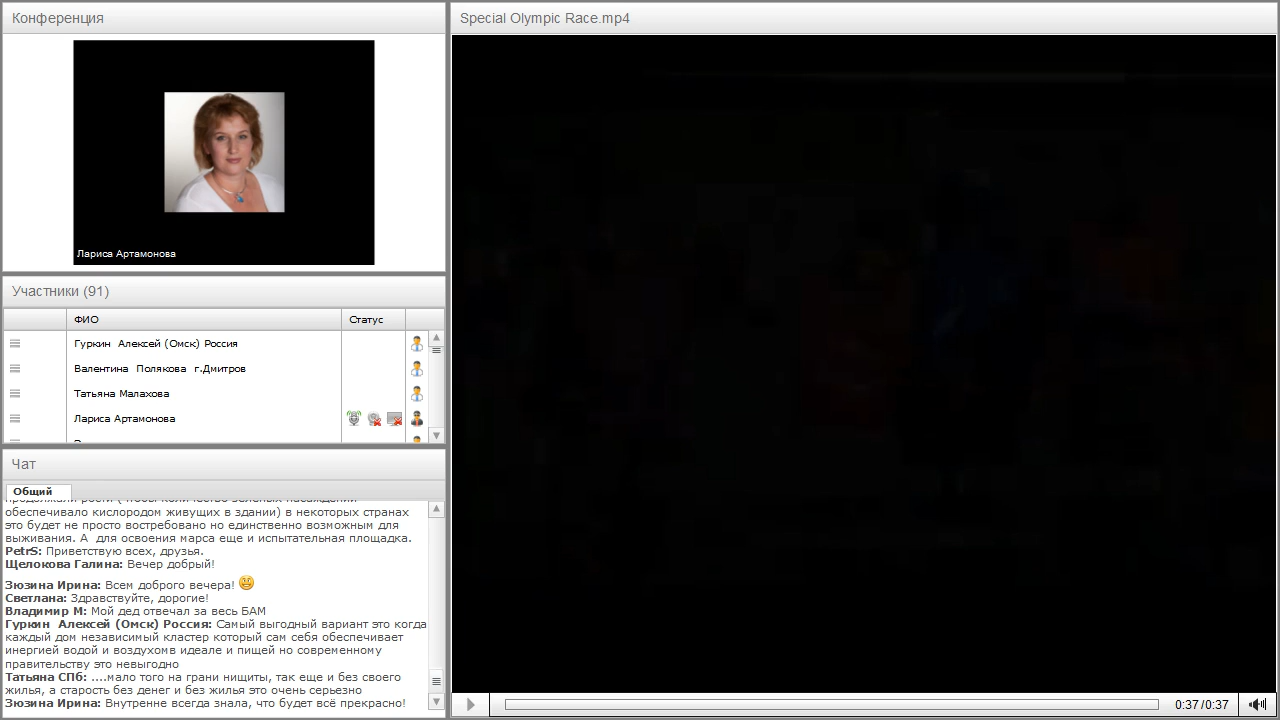 Конференция
Лариса Артамонова
Участники (91)
ФИО Статус
Гуркин Алексей (Омск) Россия
Валентина Полякова г.Дмитров
Татьяна Малахова
Лариса Артамонова
Чат
Общий
обеспечивало кислородом живущих в здании) в некоторых странах
это будет не просто востребовано но единственно возможным для
выживания. А для освоения марса еще и испытательная площадка.
PetrS: Приветствую всех, друзья.
Щелокова Галина: Вечер добрый!
Зюзина Ирина: Всем доброго вечера!
Светлана: Здравствуйте, дорогие!
Владимир М: Мой дед отвечал за весь БАМ
Гуркин Алексей (Омск) Россия: Самый выгодный вариант это когда
каждый дом независимый кластер который сам себя обеспечивает
инергией водой и воздухомв идеале и пищей но современному
правительству это невыгодно
Татьяна СПб: ....мало того на грани нищиты, так еще и без своего
жилья, а старость без денег и без жилья это очень серьезно
Зюзина Ирина: Внутренне всегда знала, что будет всё прекрасно!
Special Olympic Race.mp4
0:37/0:37